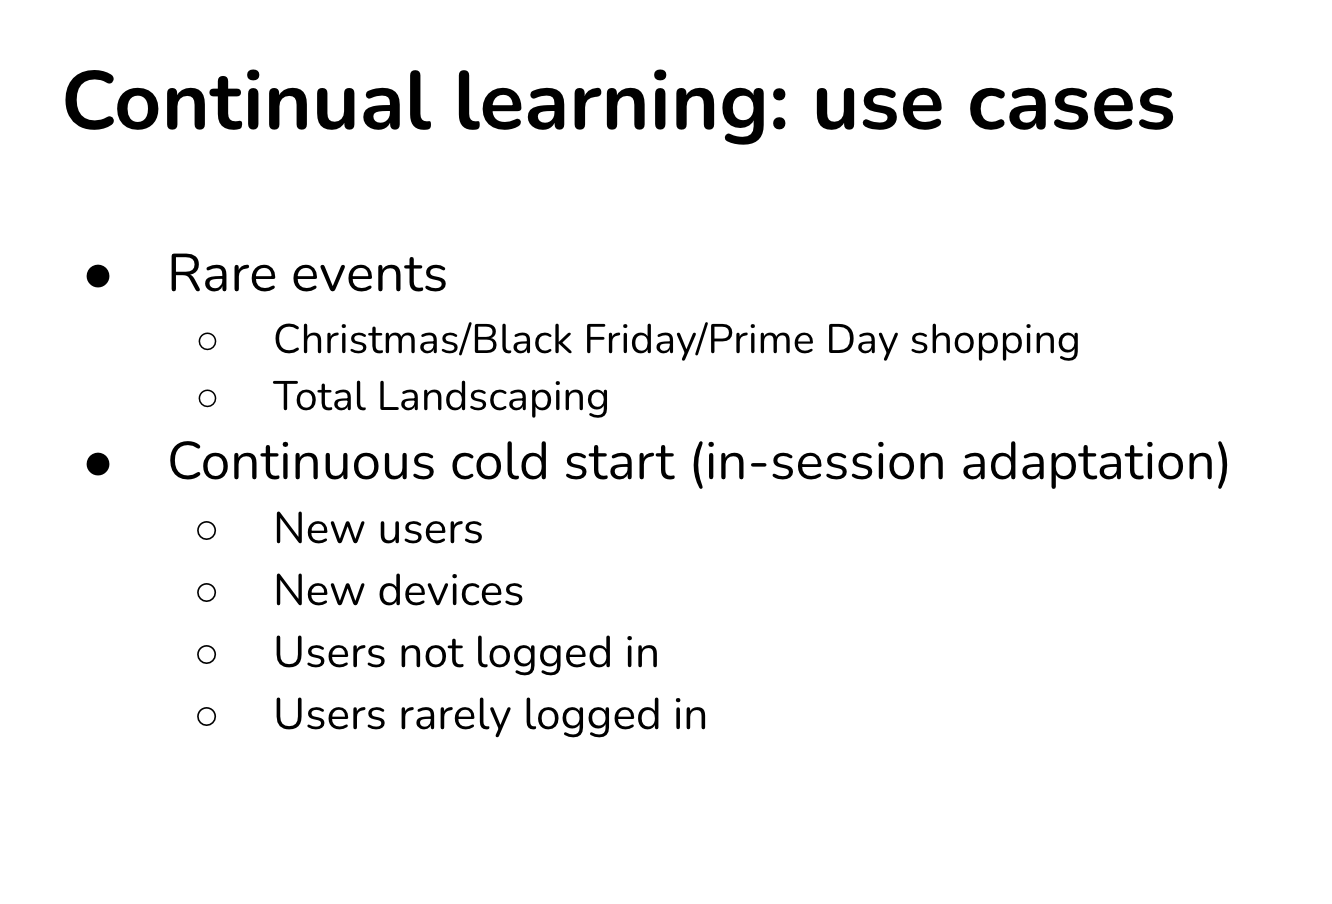 Continual learning: use cases
● Rare events
○ Christmas/Black Friday/Prime Day shopping
○ Total Landscaping
● Continuous cold start (in-session adaptation)
○ New users
○ New devices
○ Users not logged in
○ Users rarely logged in